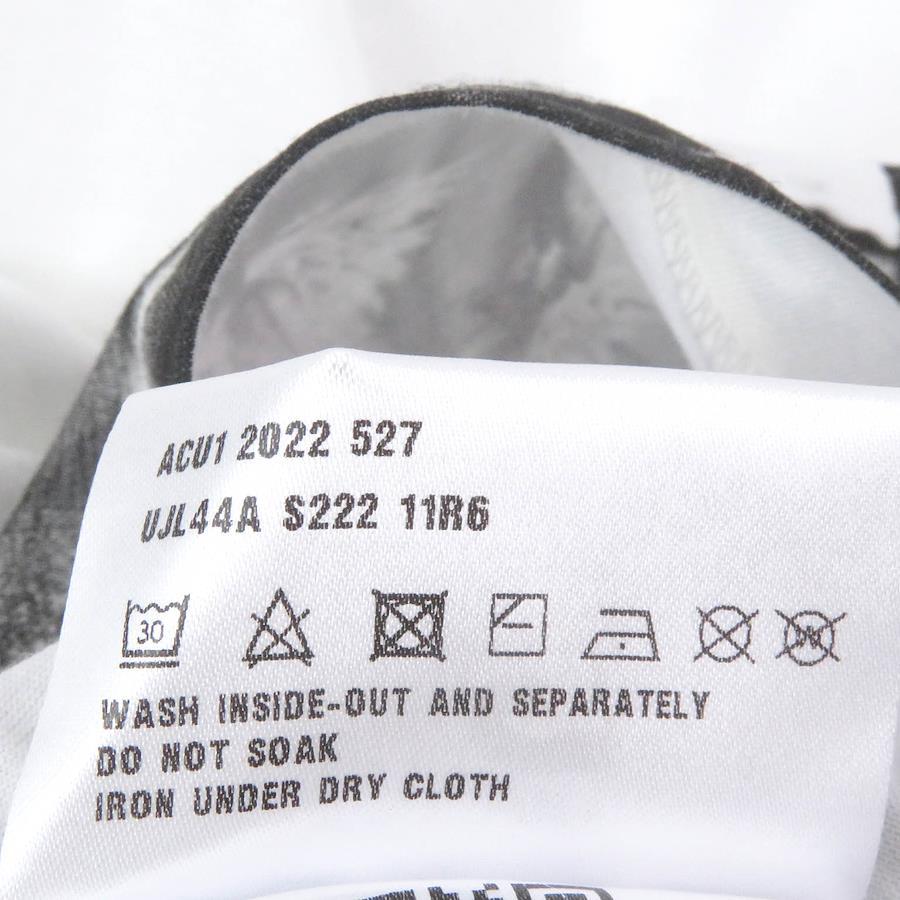 ACU1 2022 527
UJL44A S222 11R6
30 W
WASH INSIDE-OUT AND SEPARATELY
DO NOT SOAK
IRON UNDER DRY CLOTH